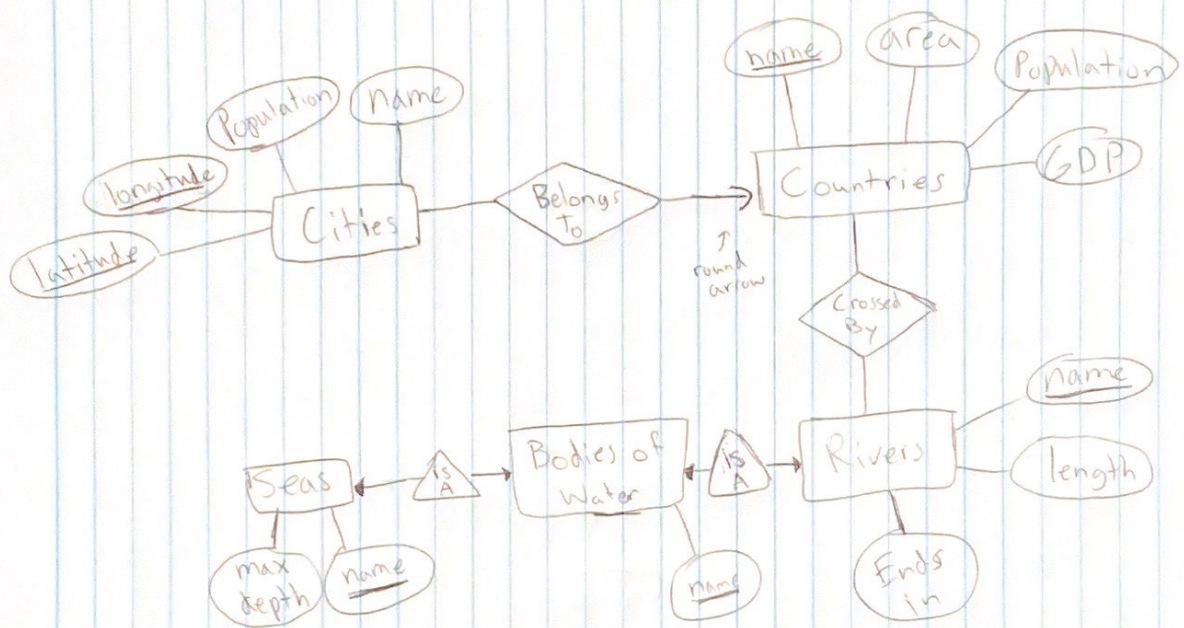 name
area
Population
Population
name
GDP
longitude
Cities
Belongs
To
Countries
latitude
round
arrow
Crossed
By
name
Seas
is
A
Bodies of
Water
is
A
Rivers
length
max
depth
name
name
Ends
in